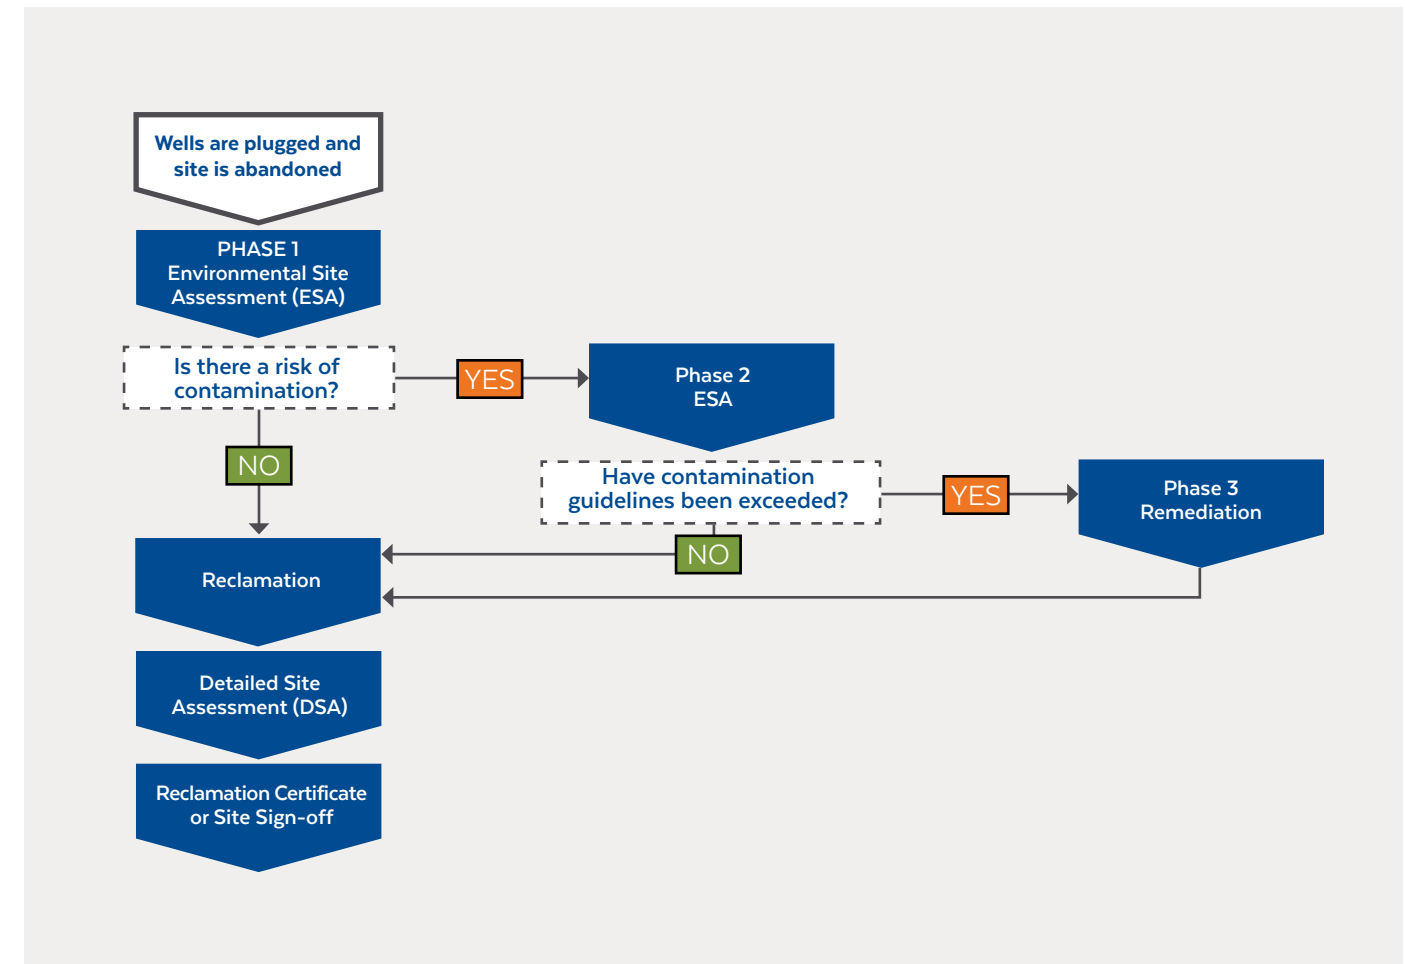 Wells are plugged and
site is abandoned
PHASE 1
Environmental Site
Assessment (ESA)
Is there a risk of
contamination?
YES
Phase 2
ESA
NO
Have contamination
guidelines been exceeded?
YES
Phase 3
Remediation
NO
Reclamation
Detailed Site
Assessment (DSA)
Reclamation Certificate
or Site Sign-off